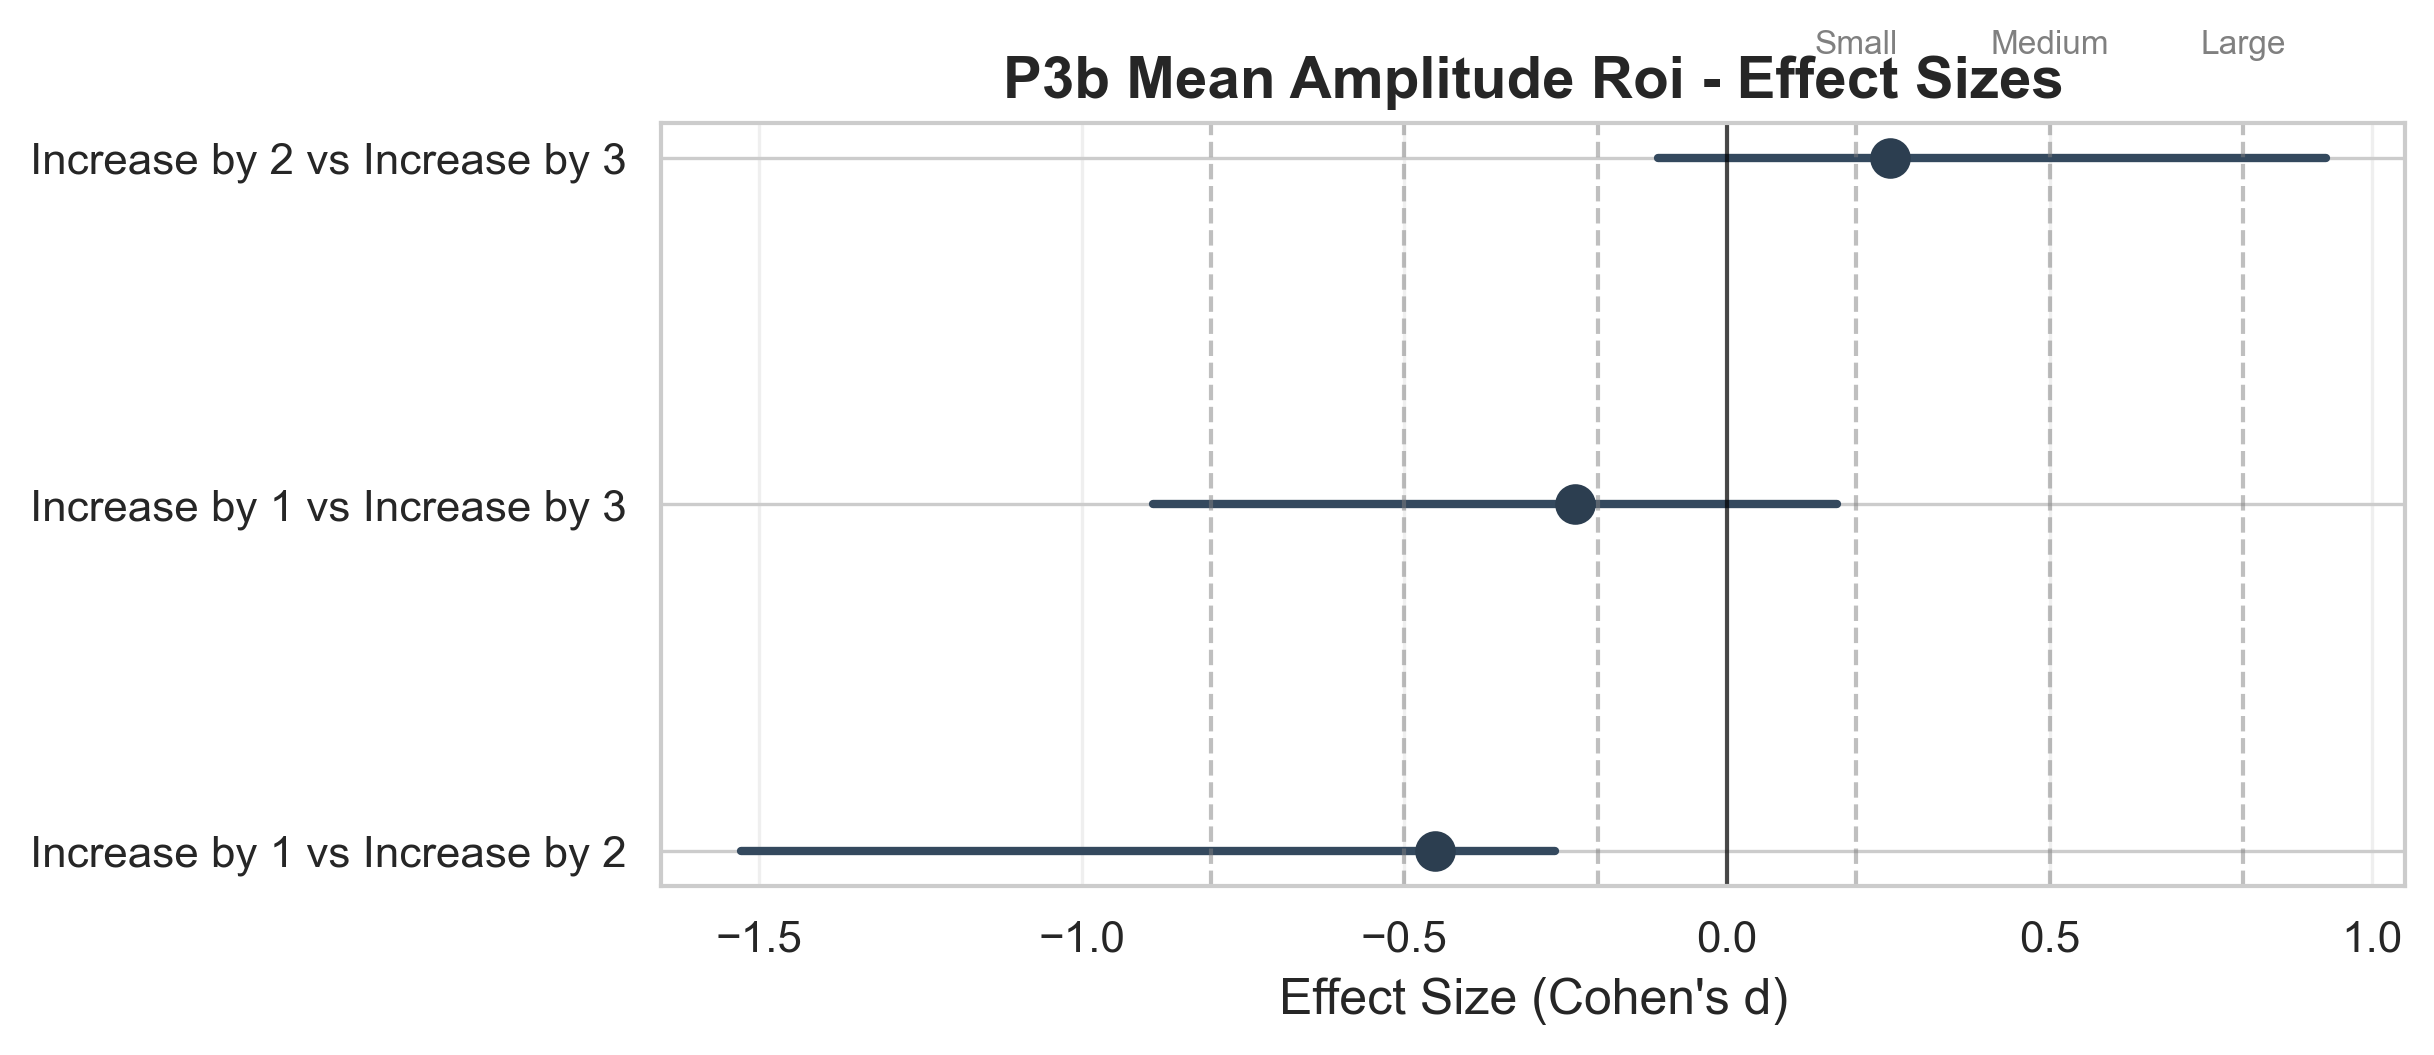 Small Medium Large
P3b Mean Amplitude Roi - Effect Sizes
Increase by 2 vs Increase by 3
Increase by 1 vs Increase by 3
Increase by 1 vs Increase by 2
−1.5 −1.0 −0.5 0.0 0.5 1.0
Effect Size (Cohen's d)